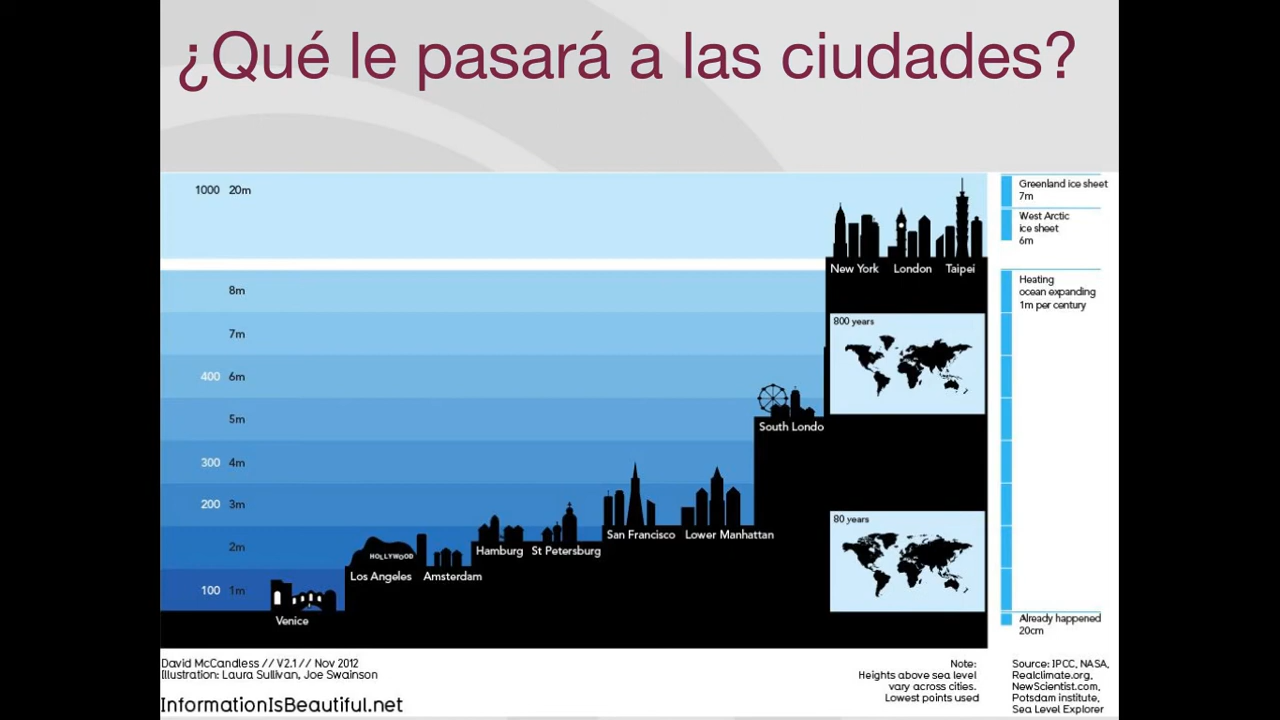 ¿Qué le pasará a las ciudades?
1000 20m
8m
7m
400 6m
5m
300 4m
200 3m
2m
100 1m
New York London Taipei
800 years
South Londo
San Francisco Lower Manhattan
80 years
Hamburg St Petersburg
HOLLYWOOD
Los Angeles Amsterdam
Venice
Greenland ice sheet
7m
West Arctic
ice sheet
6m
Heating
ocean expanding
1m per century
Already happened
20cm
David McCandless // V2.1 // Nov 2012
Illustration: Laura Sullivan, Joe Swainson
InformationIsBeautiful.net
Note:
Heights above sea level
vary across cities.
Lowest points used
Source: IPCC, NASA,
Realclimate.org,
NewScientist.com,
Potsdam institute,
Sea Level Explorer